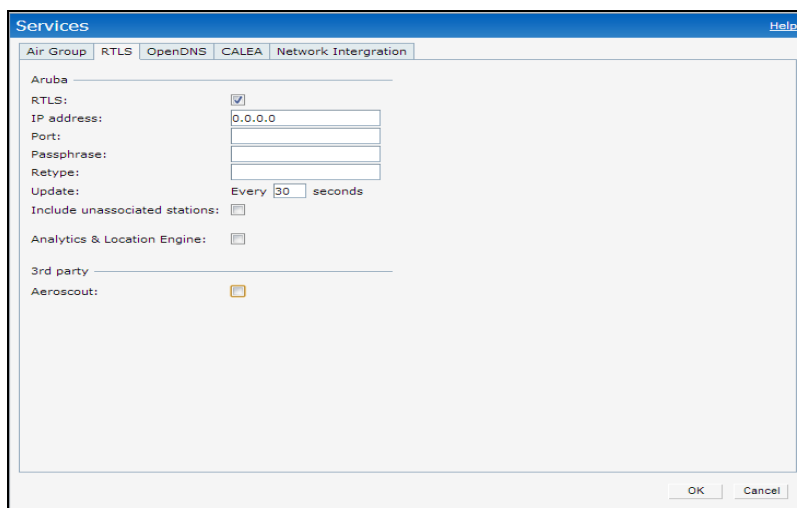 Services Help
Air Group RTLS OpenDNS CALEA Network Intergration
Aruba
RTLS:
IP address: 0.0.0.0
Port:
Passphrase:
Retype:
Update: Every 30 seconds
Include unassociated stations:
Analytics & Location Engine:
3rd party
Aeroscout:
OK Cancel